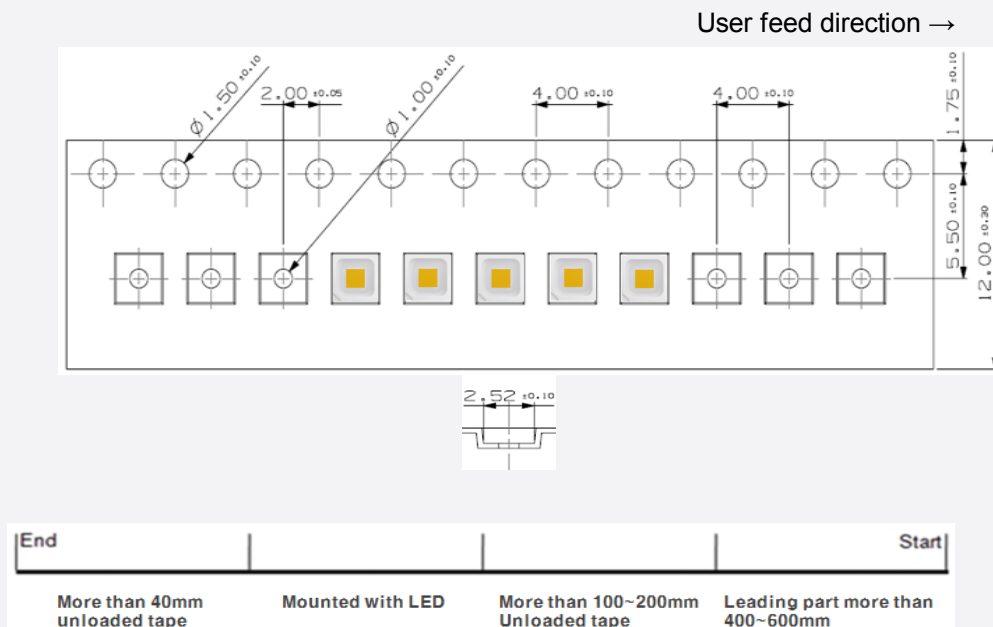 User feed direction →
Ø1.50 ±0.10
2.00 ±0.05
Ø1.00 ±0.10
4.00 ±0.10
4.00 ±0.10
1.75 ±0.10
5.50 ±0.10
12.00 ±0.30
2.52 ±0.10
End
Start
More than 40mm
unloaded tape
Mounted with LED
More than 100~200mm
Unloaded tape
Leading part more than
400~600mm